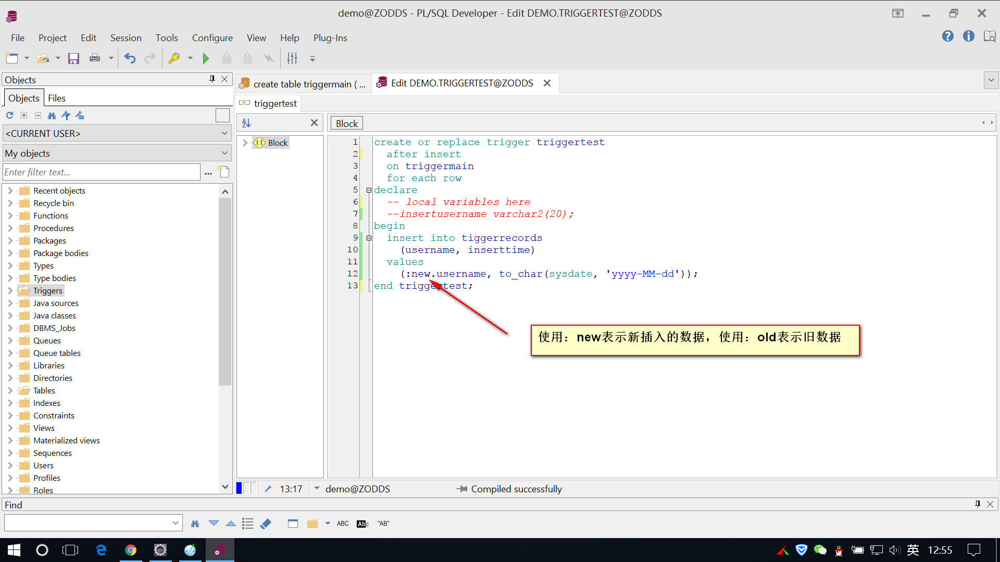 demo@ZODDS - PL/SQL Developer - Edit DEMO.TRIGGERTEST@ZODDS
File Project Edit Session Tools Configure View Help Plug-Ins
Objects
Objects Files
<CURRENT USER>
My objects
Enter filter text...
Recent objects
Recycle bin
Functions
Procedures
Packages
Package bodies
Types
Type bodies
Triggers
Java sources
Java classes
DBMS_Jobs
Queues
Queue tables
Libraries
Directories
Tables
Indexes
Constraints
Views
Materialized views
Sequences
Users
Profiles
Roles
create table triggermain ( ...
Edit DEMO.TRIGGERTEST@ZODDS
triggertest
Block
Block
1 create or replace trigger triggertest
2 after insert
3 on triggermain
4 for each row
5 declare
6 -- local variables here
7 --insertusername varchar2(20);
8 begin
9 insert into tiggerrecords
10 (username, inserttime)
11 values
12 (:new.username, to_char(sysdate, 'yyyy-MM-dd'));
13 end triggertest;
使用：new表示新插入的数据，使用：old表示旧数据
13:17 demo@ZODDS Compiled successfully
Find
ABC Abc "AB"
英 12:55